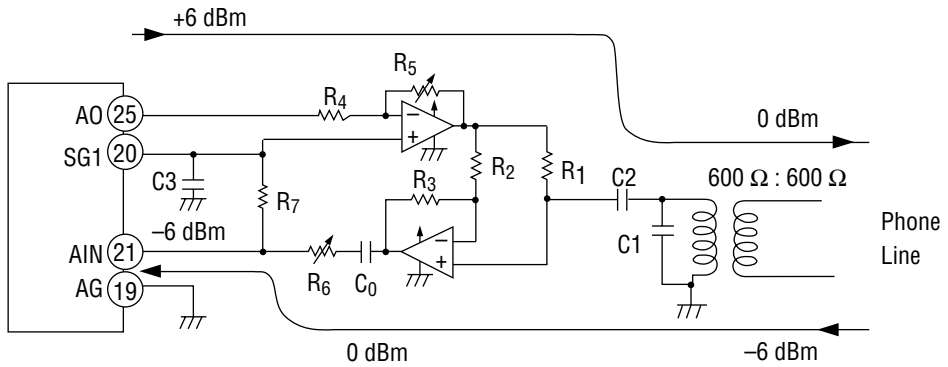 +6 dBm
R5
AO 25
R4
0 dBm
SG1 20
C3
R7
R3
R2
R1
C2
600 Ω : 600 Ω
–6 dBm
C1
Phone
Line
AIN 21
R6
C0
AG 19
0 dBm
–6 dBm